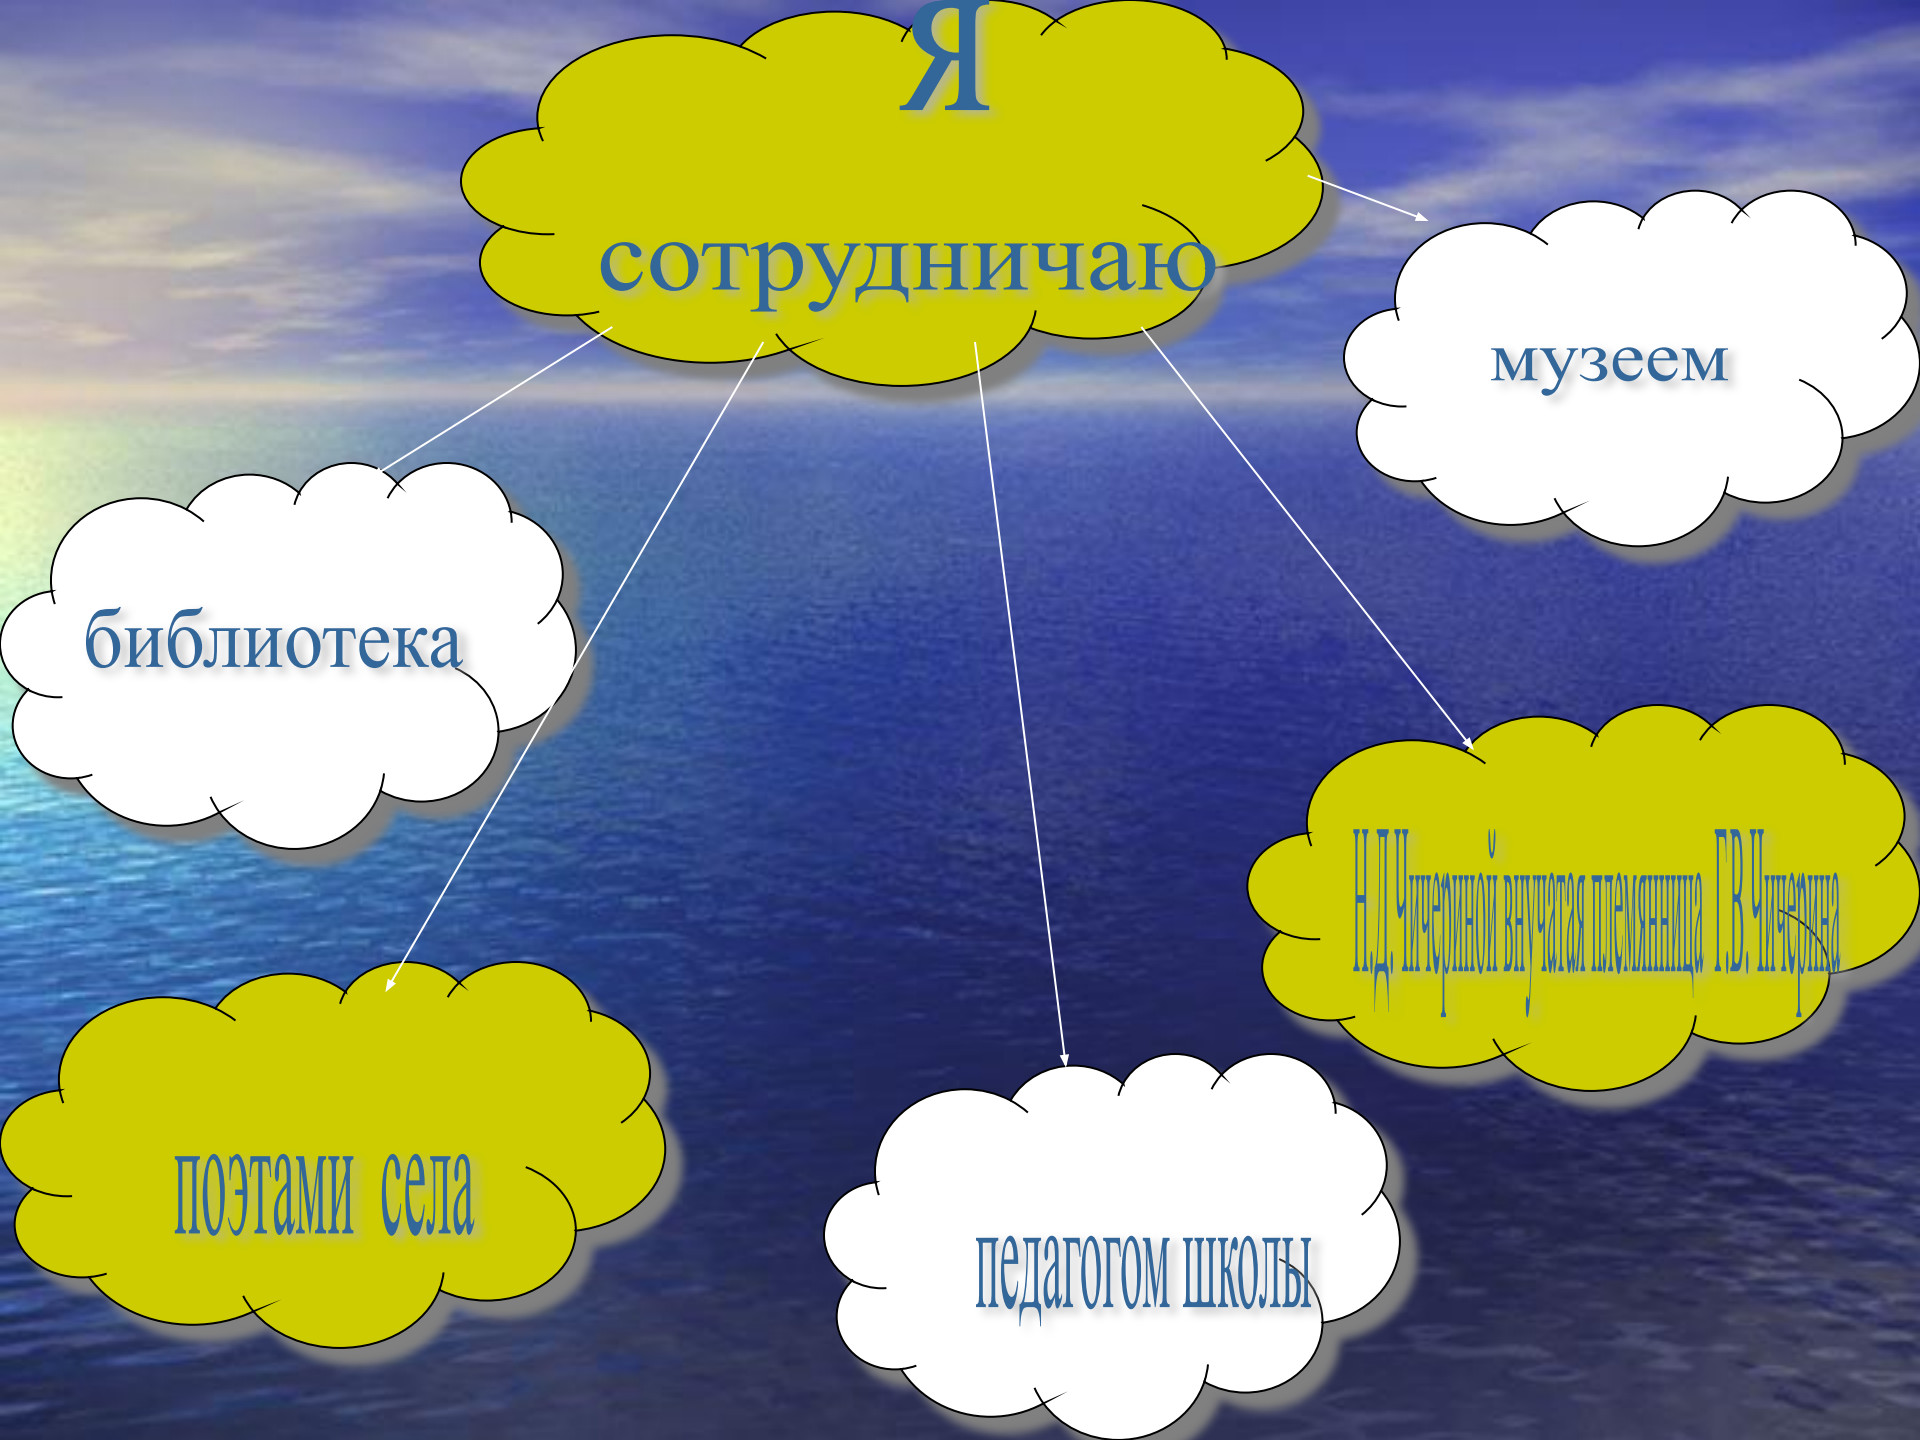 Я
сотрудничаю
музеем
библиотека
Н.Д.Чичериной внучатая племянница Г.В.Чичерина
поэтами села
педагогом школы